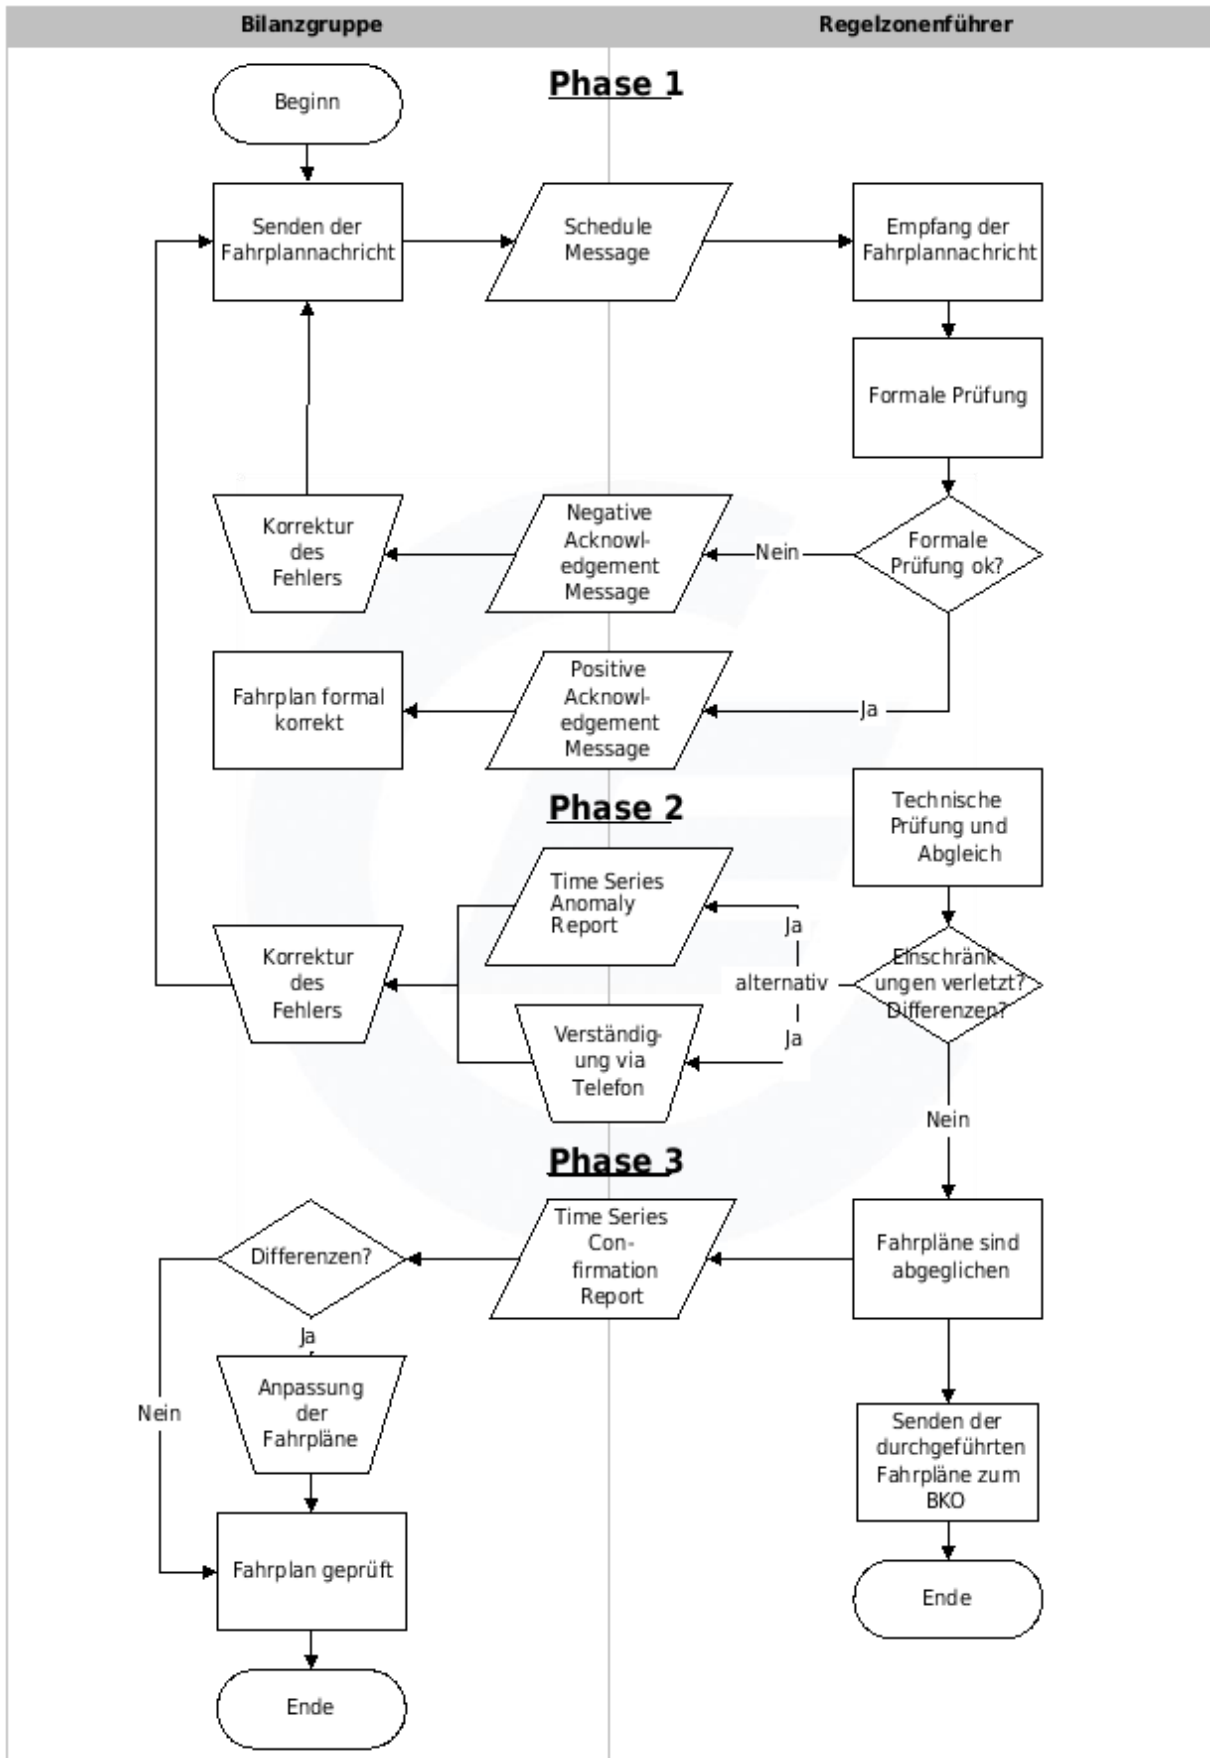 Bilanzgruppe
Regelzonenführer
Phase 1
Beginn
Senden der
Fahrplannachricht
Schedule
Message
Empfang der
Fahrplannachricht
Formale Prüfung
Korrektur
des
Fehlers
Negative
Acknowl-
edgement
Message
Nein
Formale
Prüfung ok?
Fahrplan formal
korrekt
Positive
Acknowl-
edgement
Message
Ja
Phase 2
Technische
Prüfung und
Abgleich
Time Series
Anomaly
Report
Ja
Korrektur
des
Fehlers
alternativ
Einschränk
ungen verletzt?
Differenzen?
Verständig-
ung via
Telefon
Ja
Nein
Phase 3
Differenzen?
Time Series
Con-
firmation
Report
Fahrpläne sind
abgeglichen
Ja
Nein
Anpassung
der
Fahrpläne
Senden der
durchgeführten
Fahrpläne zum
BKO
Fahrplan geprüft
Ende
Ende